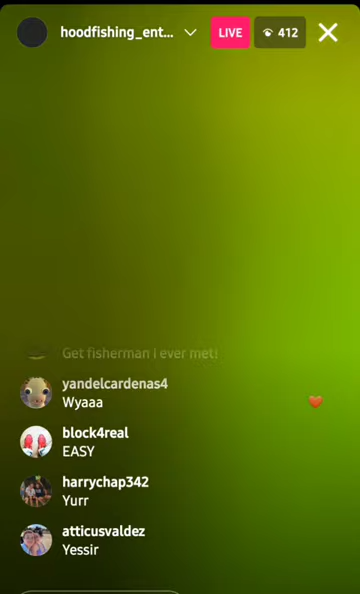 hoodfishing_ent...
LIVE
412
Get fisherman I ever met!
yandelcardenas4
Wyaaa
block4real
EASY
harrychap342
Yurr
atticusvaldez
Yessir